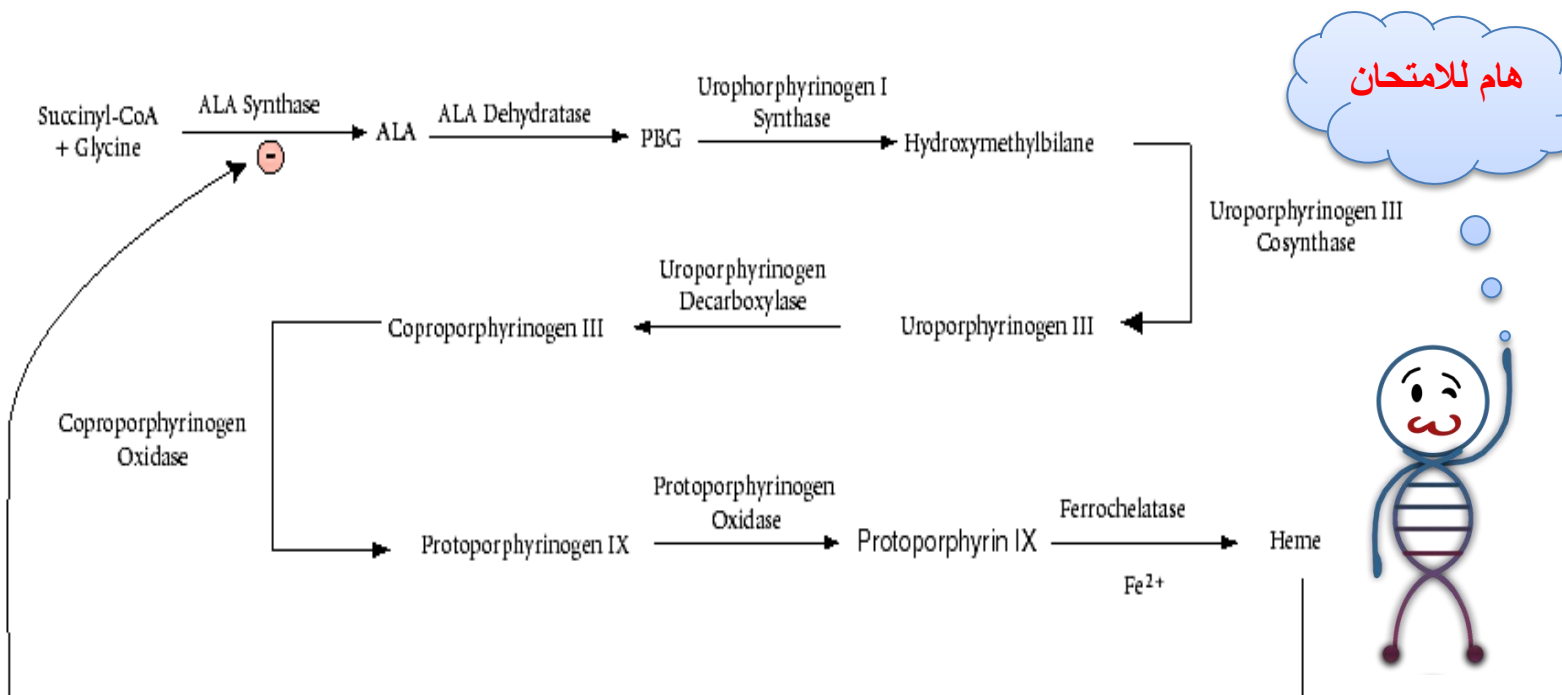 هام للامتحان
Succinyl-CoA
+ Glycine
ALA Synthase
-
ALA
ALA Dehydratase
PBG
Urophorphyrinogen I
Synthase
Hydroxymethylbilane
Uroporphyrinogen III
Cosynthase
Uroporphyrinogen III
Uroporphyrinogen
Decarboxylase
Coproporphyrinogen III
Coproporphyrinogen
Oxidase
Protoporphyrinogen IX
Protoporphyrinogen
Oxidase
Protoporphyrin IX
Ferrochelatase
Fe²⁺
Heme